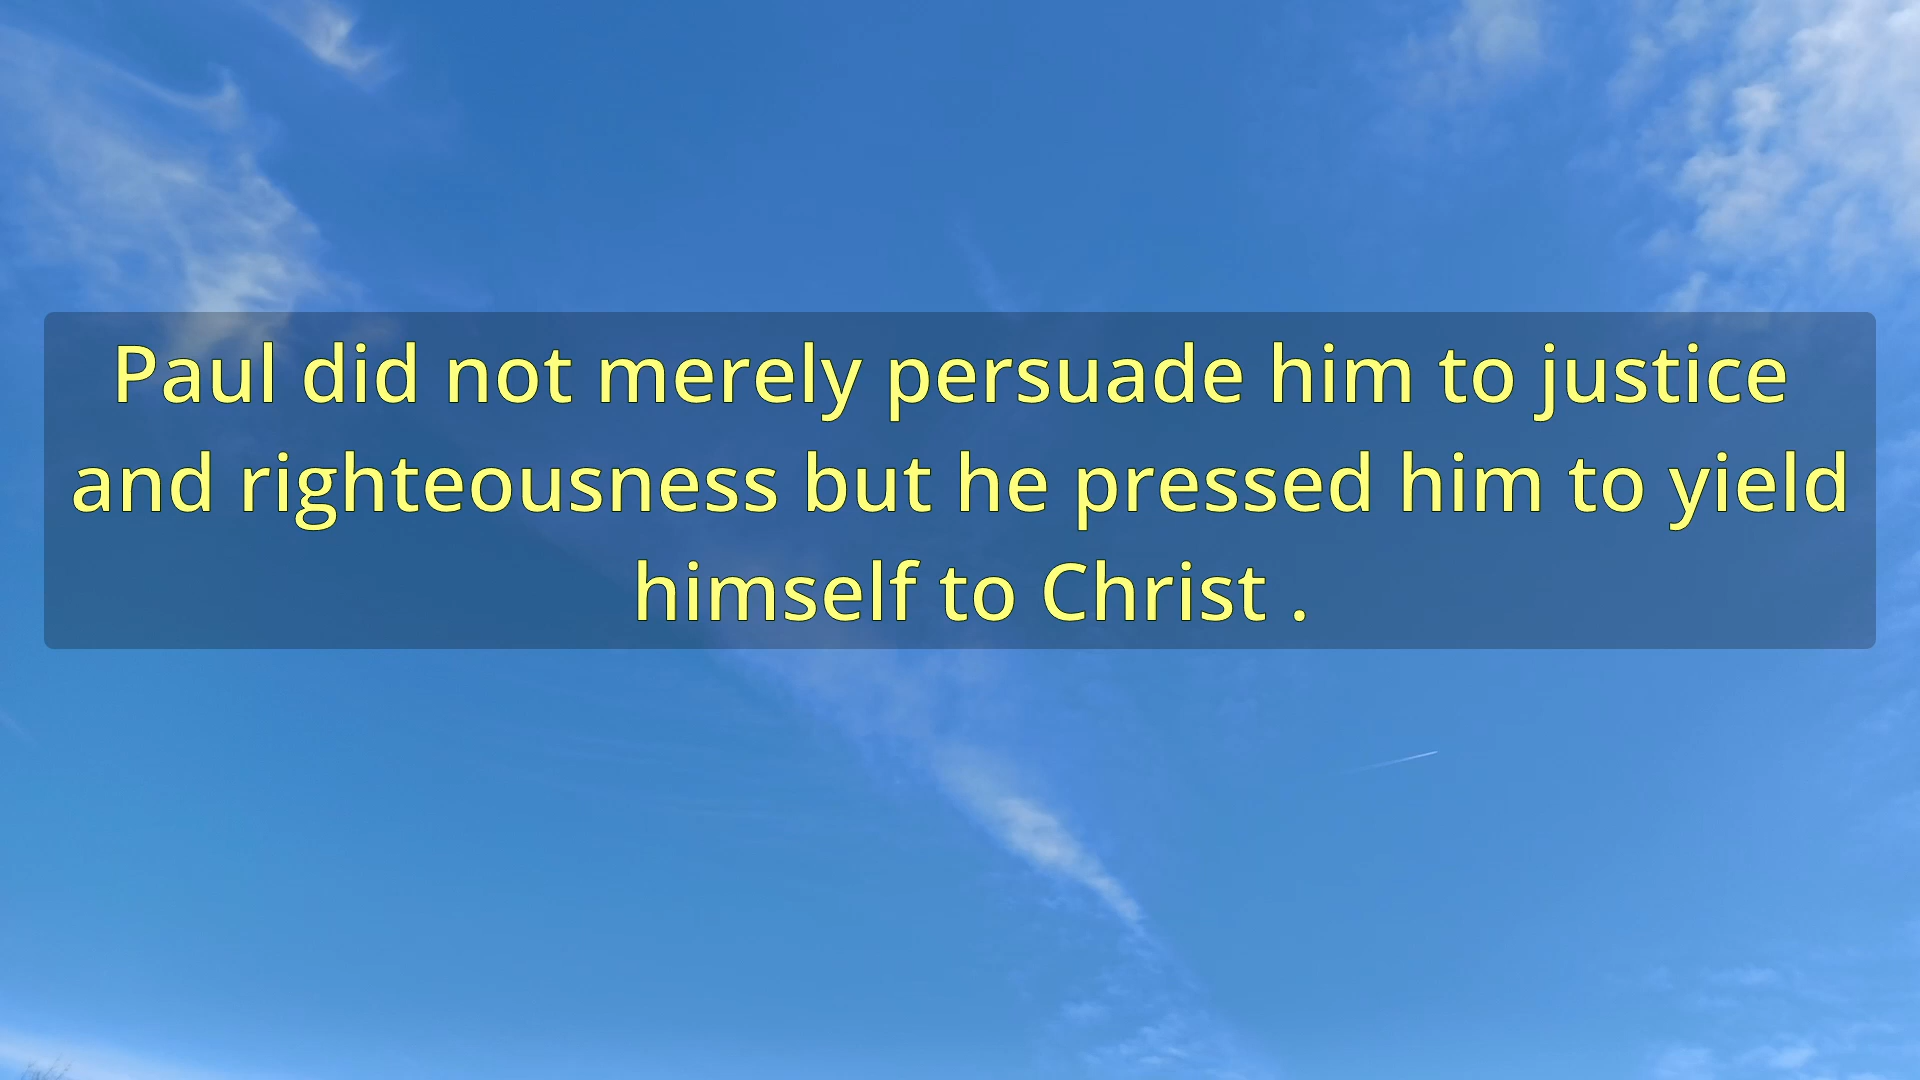 Paul did not merely persuade him to justice
and righteousness but he pressed him to yield
himself to Christ .